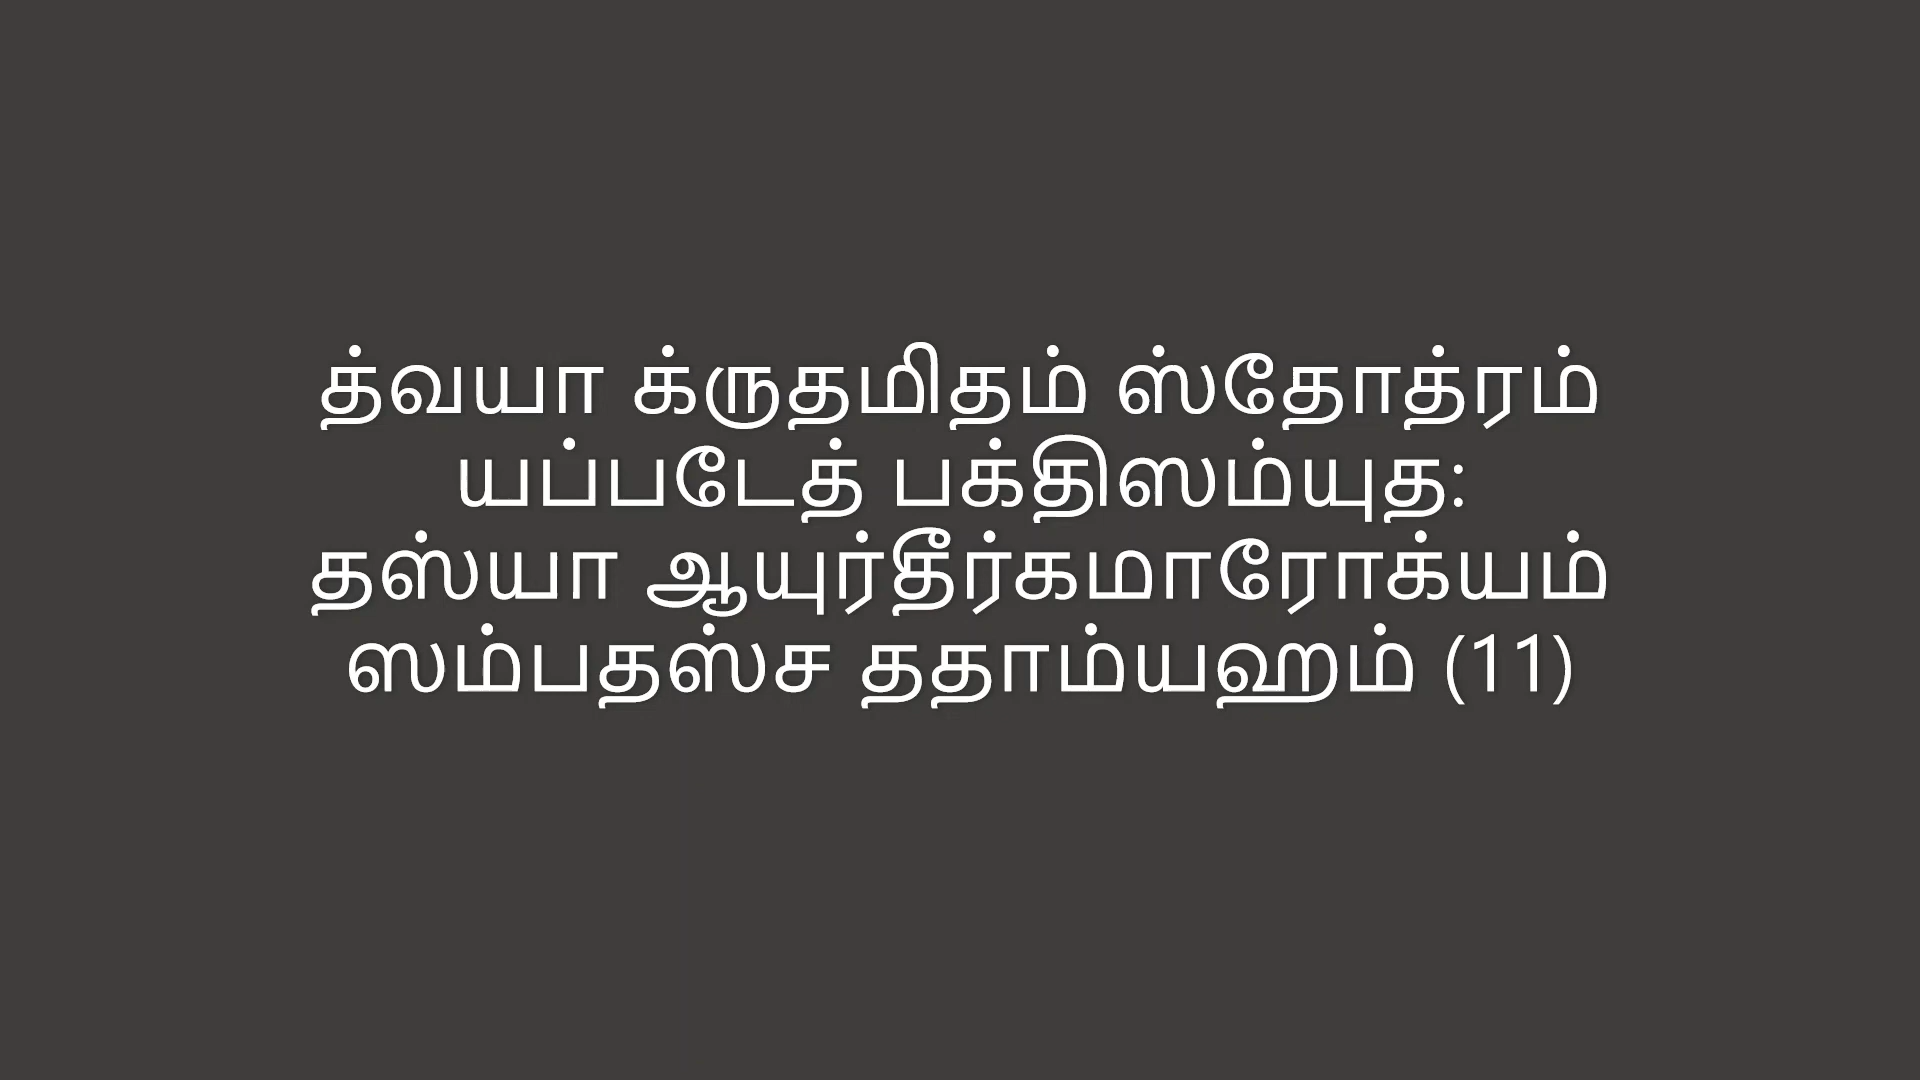 த்வயா க்ருதமிதம் ஸ்தோத்ரம்
யப்படேத் பக்திஸம்யுத:
தஸ்யா ஆயுர்தீர்கமாரோக்யம்
ஸம்பதஸ்ச ததாம்யஹம் (11)